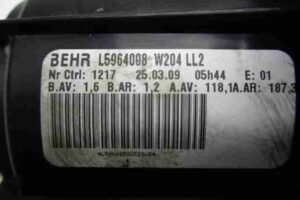 BEHR L5964008 W204 LL2
Nr Ctrl: 1217 25.03.09 05h44 E: 01
B.AV: 1,6 B.AR: 1,2 A.AV: 118,1A.AR: 187,3